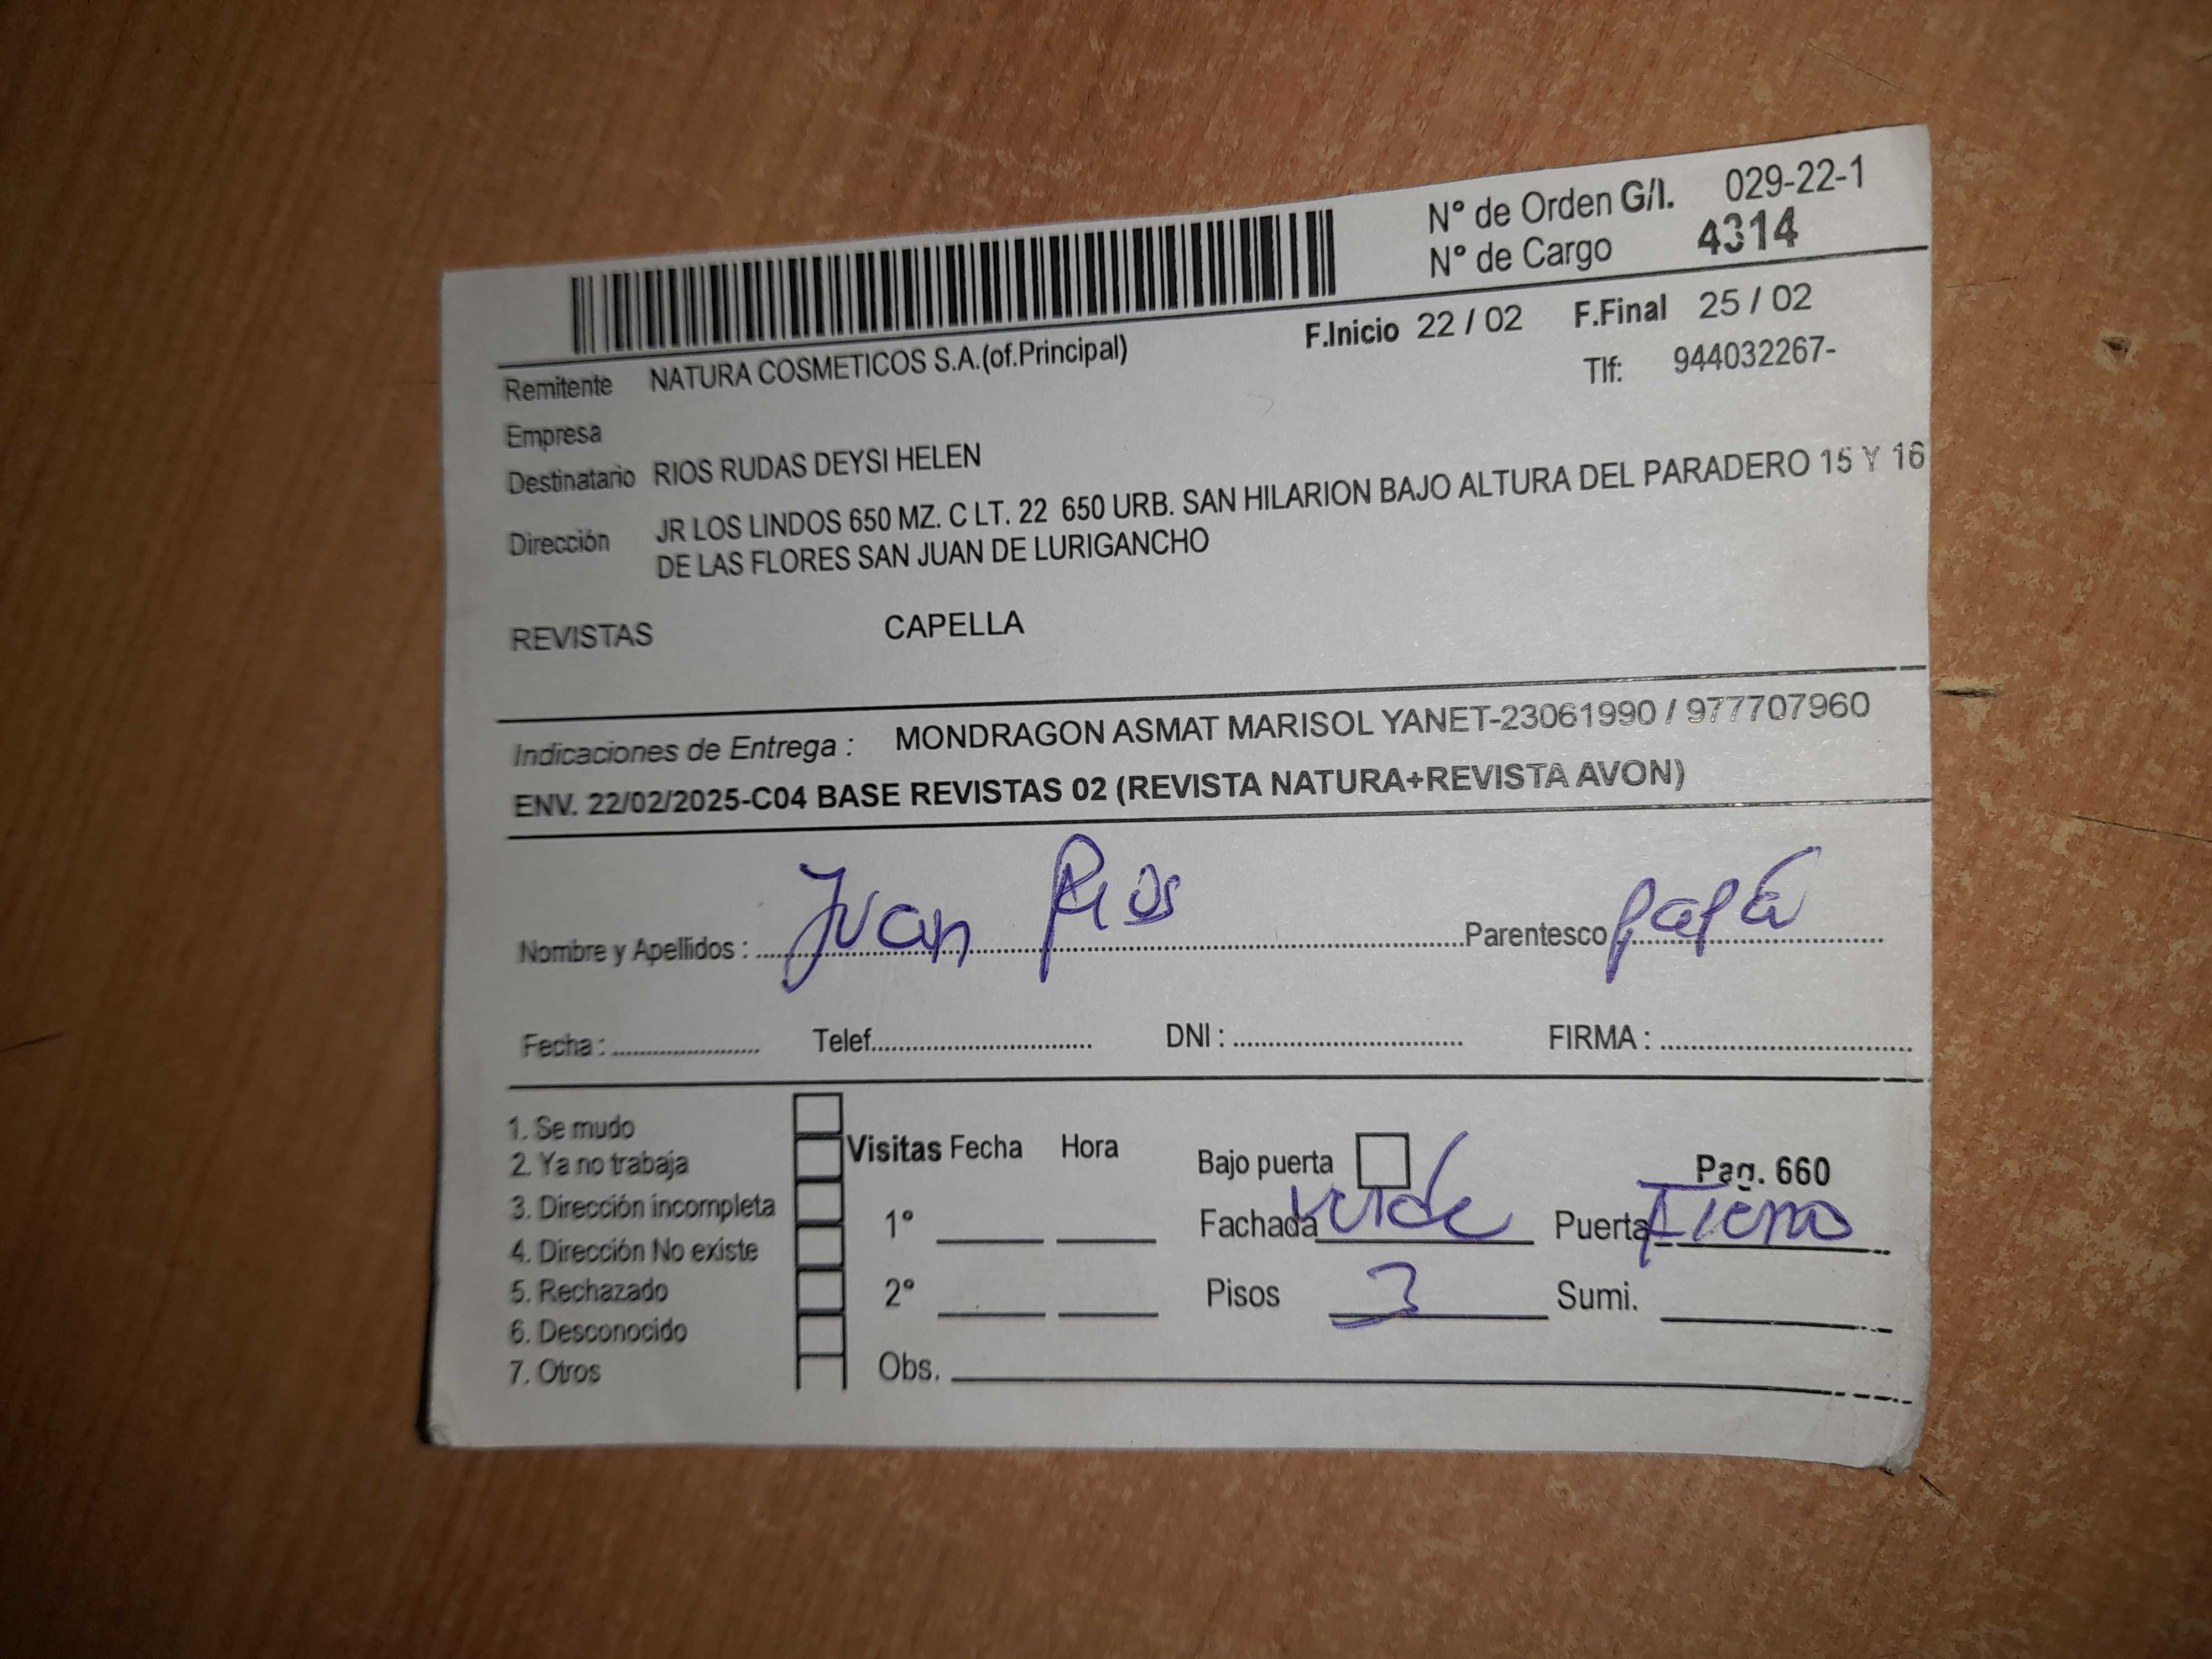 N° de Orden G/I. 029-22-1
N° de Cargo 4314
F.Inicio 22 / 02 F.Final 25 / 02
Remitente NATURA COSMETICOS S.A.(of.Principal)
Tlf: 944032267-
Empresa
Destinatario RIOS RUDAS DEYSI HELEN
Dirección JR LOS LINDOS 650 MZ. C LT. 22 650 URB. SAN HILARION BAJO ALTURA DEL PARADERO 15 Y 16
DE LAS FLORES SAN JUAN DE LURIGANCHO
REVISTAS CAPELLA
Indicaciones de Entrega : MONDRAGON ASMAT MARISOL YANET-23061990 / 977707960
ENV. 22/02/2025-C04 BASE REVISTAS 02 (REVISTA NATURA+REVISTA AVON)
Nombre y Apellidos : Juan Rios Parentesco papá
Fecha : Telef. DNI : FIRMA :
1. Se mudo
2. Ya no trabaja
3. Dirección incompleta
4. Dirección No existe
5. Rechazado
6. Desconocido
7. Otros
Visitas Fecha Hora
1°
2°
Obs.
Bajo puerta Pag. 660
Fachada verde Puerta Fierro
Pisos 3 Sumi.